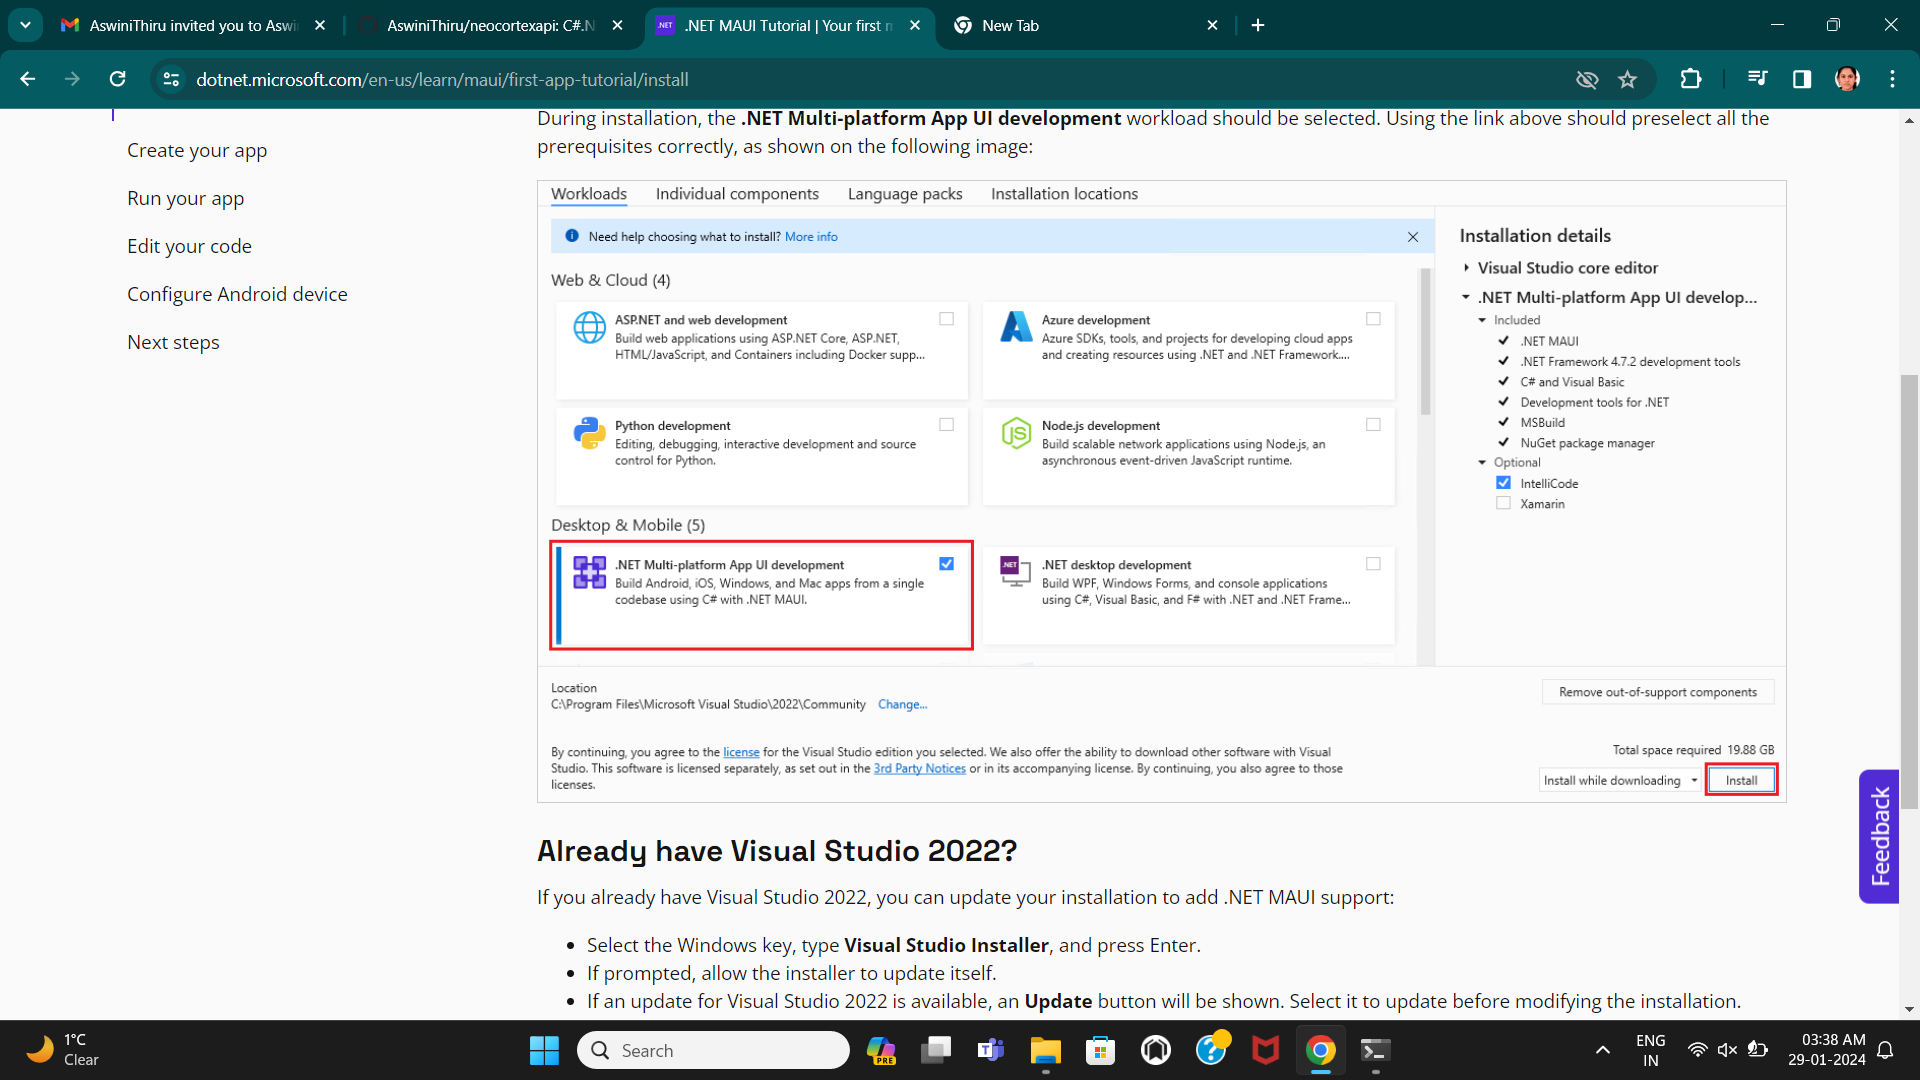 AswiniThiru invited you to Aswin
AswiniThiru/neocortexapi: C#.N
.NET MAUI Tutorial | Your first m
New Tab
dotnet.microsoft.com/en-us/learn/maui/first-app-tutorial/install
During installation, the .NET Multi-platform App UI development workload should be selected. Using the link above should preselect all the
prerequisites correctly, as shown on the following image:
Create your app
Run your app
Edit your code
Configure Android device
Next steps
Workloads Individual components Language packs Installation locations
Need help choosing what to install? More info
Web & Cloud (4)
ASP.NET and web development
Build web applications using ASP.NET Core, ASP.NET,
HTML/JavaScript, and Containers including Docker supp...
Azure development
Azure SDKs, tools, and projects for developing cloud apps
and creating resources using .NET and .NET Framework....
Python development
Editing, debugging, interactive development and source
control for Python.
Node.js development
Build scalable network applications using Node.js, an
asynchronous event-driven JavaScript runtime.
Desktop & Mobile (5)
.NET Multi-platform App UI development
Build Android, iOS, Windows, and Mac apps from a single
codebase using C# with .NET MAUI.
.NET
.NET desktop development
Build WPF, Windows Forms, and console applications
using C#, Visual Basic, and F# with .NET and .NET Frame...
Installation details
Visual Studio core editor
.NET Multi-platform App UI develop...
Included
.NET MAUI
.NET Framework 4.7.2 development tools
C# and Visual Basic
Development tools for .NET
MSBuild
NuGet package manager
Optional
IntelliCode
Xamarin
Location
C:\Program Files\Microsoft Visual Studio\2022\Community Change...
Remove out-of-support components
By continuing, you agree to the license for the Visual Studio edition you selected. We also offer the ability to download other software with Visual
Studio. This software is licensed separately, as set out in the 3rd Party Notices or in its accompanying license. By continuing, you also agree to those
licenses.
Total space required 19.88 GB
Install while downloading
Install
Feedback
Already have Visual Studio 2022?
If you already have Visual Studio 2022, you can update your installation to add .NET MAUI support:
• Select the Windows key, type Visual Studio Installer, and press Enter.
• If prompted, allow the installer to update itself.
• If an update for Visual Studio 2022 is available, an Update button will be shown. Select it to update before modifying the installation.
1°C
Clear
Search
PRE
ENG
IN
03:38 AM
29-01-2024